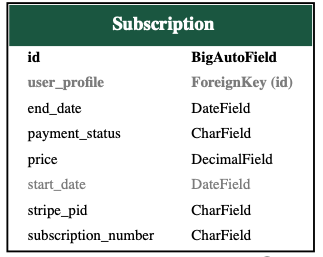 Subscription
id BigAutoField
user_profile ForeignKey (id)
end_date DateField
payment_status CharField
price DecimalField
start_date DateField
stripe_pid CharField
subscription_number CharField